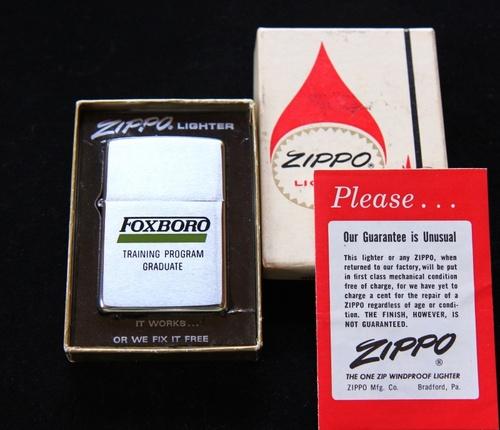 ZIPPO® LIGHTER
FOXBORO
TRAINING PROGRAM
GRADUATE
IT WORKS...
OR WE FIX IT FREE
ZIPPO®
Please...
Our Guarantee is Unusual
This lighter or any ZIPPO, when
returned to our factory, will be put
in first class mechanical condition
free of charge, for we have yet to
charge a cent for the repair of a
ZIPPO regardless of age or condi-
tion. THE FINISH, HOWEVER, IS
NOT GUARANTEED.
ZIPPO®
THE ONE ZIP WINDPROOF LIGHTER
ZIPPO Mfg. Co. Bradford, Pa.